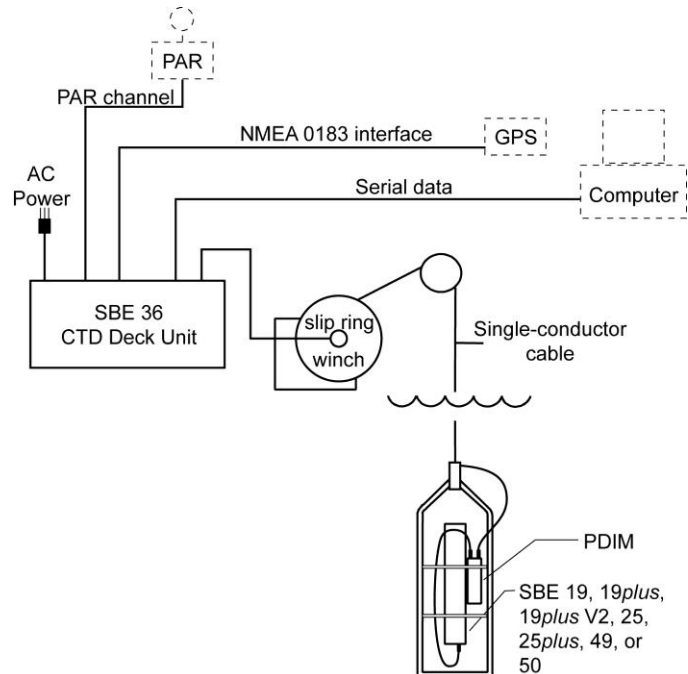 PAR
PAR channel
NMEA 0183 interface
GPS
AC
Power
Serial data
Computer
SBE 36
CTD Deck Unit
slip ring
winch
Single-conductor
cable
PDIM
SBE 19, 19plus,
19plus V2, 25,
25plus, 49, or
50